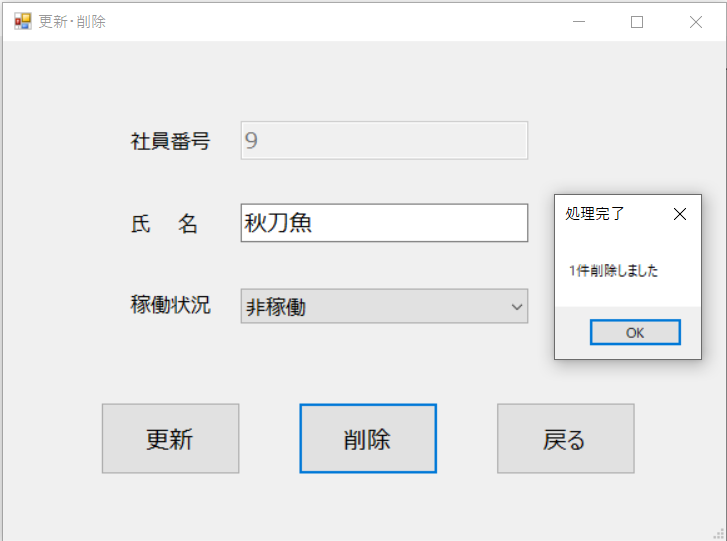 更新・削除
社員番号 9
氏 名 秋刀魚
処理完了
1件削除しました
OK
稼働状況 非稼働
更新 削除 戻る